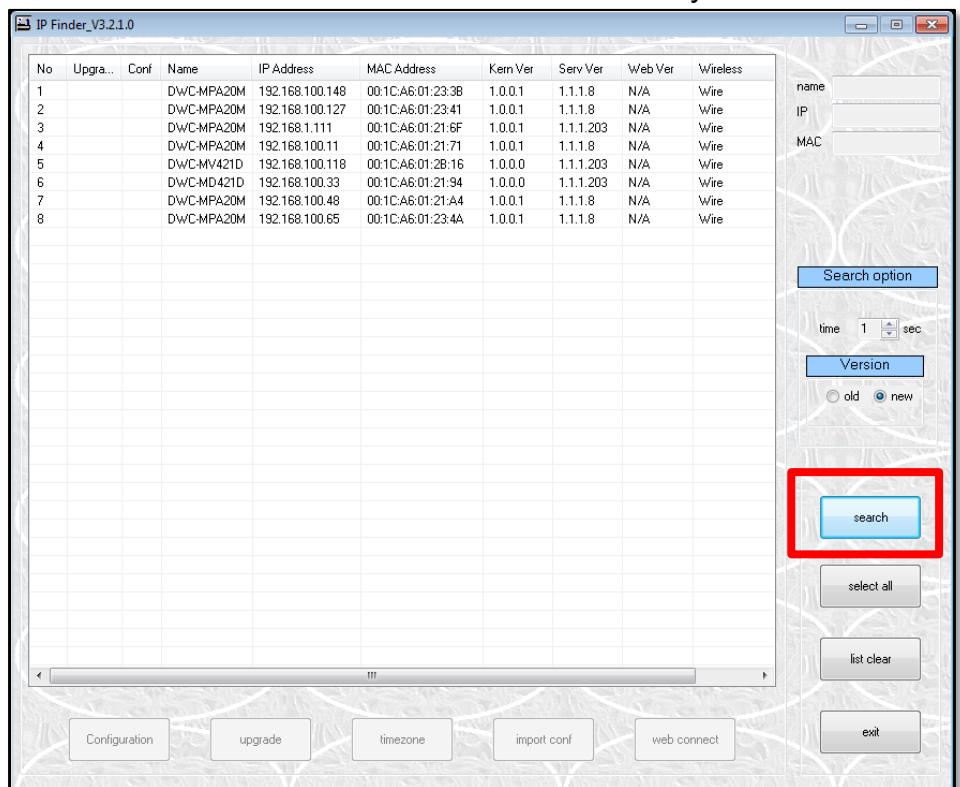 IP Finder_V3.2.1.0
No Upgra... Conf Name IP Address MAC Address Kern Ver Serv Ver Web Ver Wireless
1 DWC-MPA20M 192.168.100.148 00:1C:A6:01:23:3B 1.0.0.1 1.1.1.8 N/A Wire
2 DWC-MPA20M 192.168.100.127 00:1C:A6:01:23:41 1.0.0.1 1.1.1.8 N/A Wire
3 DWC-MPA20M 192.168.1.111 00:1C:A6:01:21:6F 1.0.0.1 1.1.1.203 N/A Wire
4 DWC-MPA20M 192.168.100.11 00:1C:A6:01:21:71 1.0.0.1 1.1.1.8 N/A Wire
5 DWC-MV421D 192.168.100.118 00:1C:A6:01:2B:16 1.0.0.0 1.1.1.203 N/A Wire
6 DWC-MD421D 192.168.100.33 00:1C:A6:01:21:94 1.0.0.0 1.1.1.203 N/A Wire
7 DWC-MPA20M 192.168.100.48 00:1C:A6:01:21:A4 1.0.0.1 1.1.1.8 N/A Wire
8 DWC-MPA20M 192.168.100.65 00:1C:A6:01:23:4A 1.0.0.1 1.1.1.8 N/A Wire
name
IP
MAC
Search option
time 1 sec
Version
old new
search
select all
list clear
exit
Configuration upgrade timezone import conf web connect